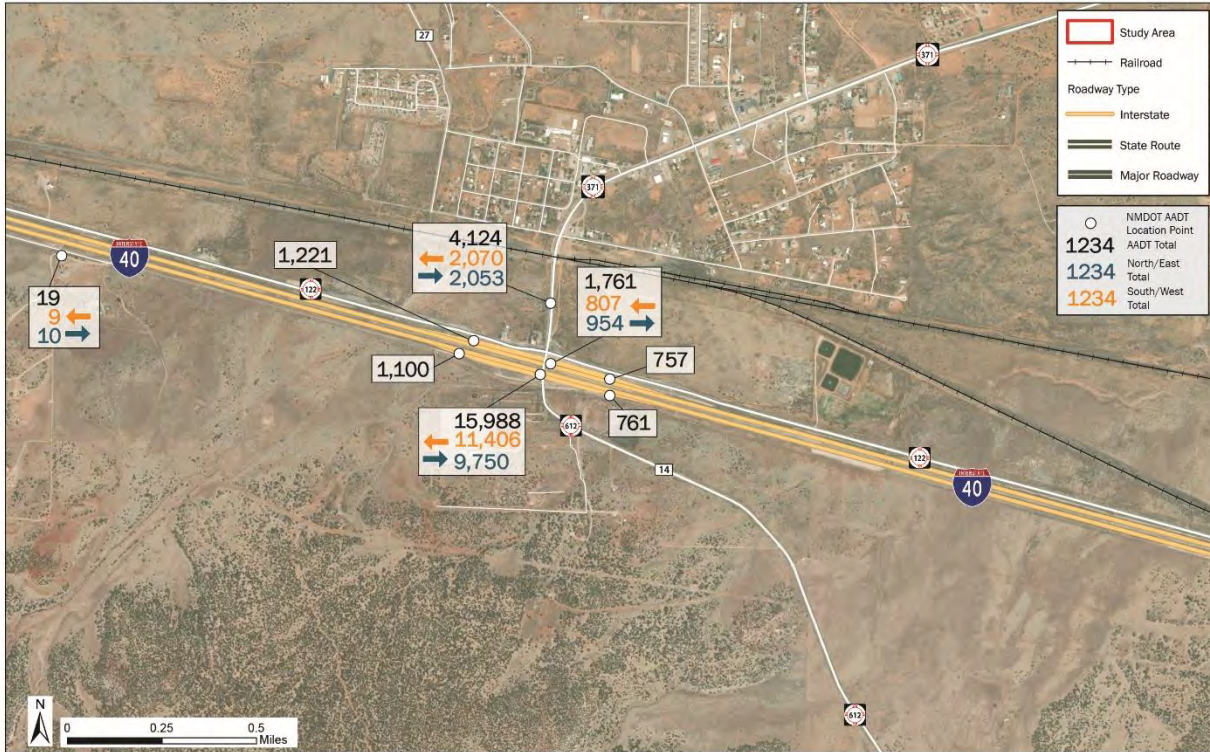 27
371
371
Study Area
Railroad
Roadway Type
Interstate
State Route
Major Roadway
NMDOT AADT
Location Point
1234 AADT Total
1234 North/East
Total
1234 South/West
Total
40
122
1,221
4,124
2,070
2,053
1,761
807
954
19
9
10
1,100
757
761
15,988
11,406
9,750
612
14
122
40
612
N
0 0.25 0.5
Miles